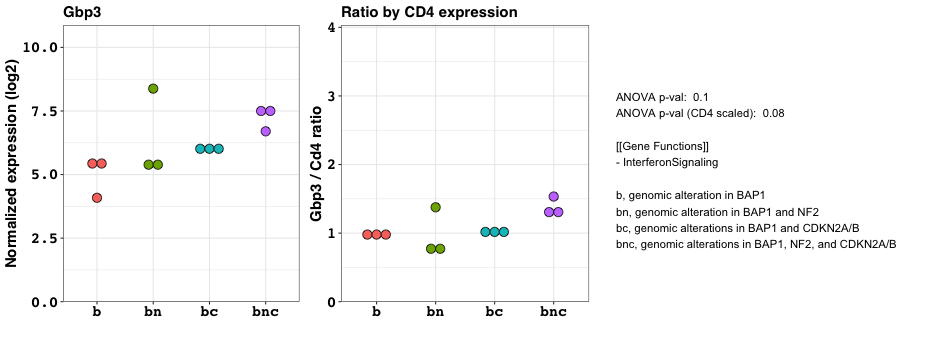 Gbp3
Normalized expression (log2)
10.0
7.5
5.0
2.5
0.0
b bn bc bnc
Ratio by CD4 expression
Gbp3 / Cd4 ratio
4
3
2
1
0
b bn bc bnc
ANOVA p-val: 0.1
ANOVA p-val (CD4 scaled): 0.08
[[Gene Functions]]
- InterferonSignaling
b, genomic alteration in BAP1
bn, genomic alteration in BAP1 and NF2
bc, genomic alterations in BAP1 and CDKN2A/B
bnc, genomic alterations in BAP1, NF2, and CDKN2A/B